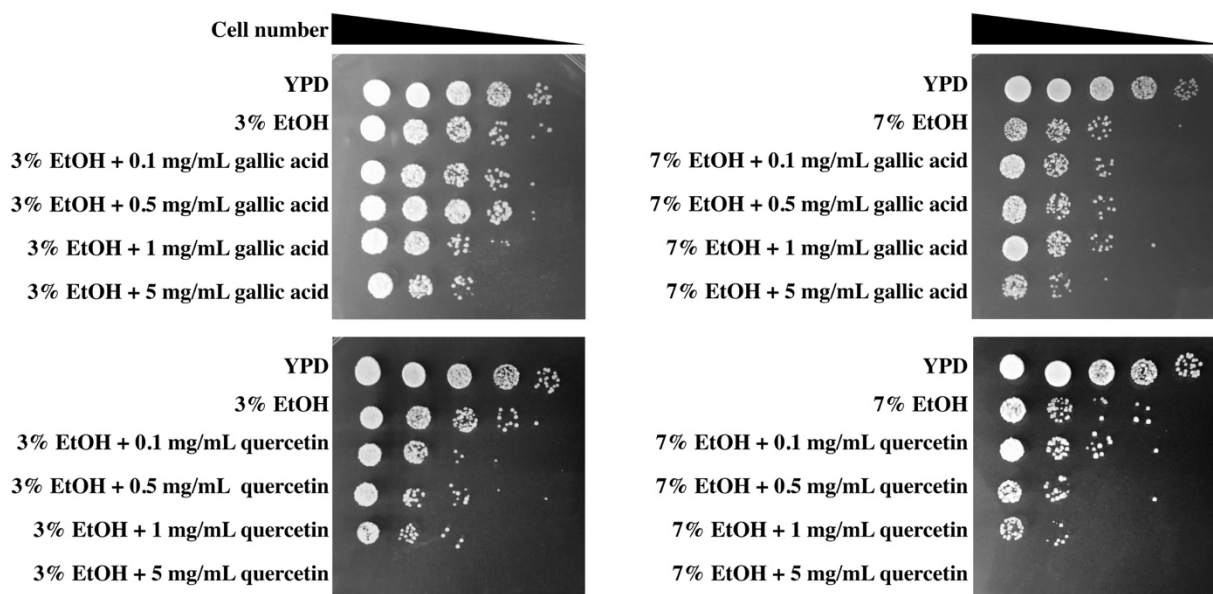 Cell number
YPD
3% EtOH
3% EtOH + 0.1 mg/mL gallic acid
3% EtOH + 0.5 mg/mL gallic acid
3% EtOH + 1 mg/mL gallic acid
3% EtOH + 5 mg/mL gallic acid
YPD
7% EtOH
7% EtOH + 0.1 mg/mL gallic acid
7% EtOH + 0.5 mg/mL gallic acid
7% EtOH + 1 mg/mL gallic acid
7% EtOH + 5 mg/mL gallic acid
YPD
3% EtOH
3% EtOH + 0.1 mg/mL quercetin
3% EtOH + 0.5 mg/mL quercetin
3% EtOH + 1 mg/mL quercetin
3% EtOH + 5 mg/mL quercetin
YPD
7% EtOH
7% EtOH + 0.1 mg/mL quercetin
7% EtOH + 0.5 mg/mL quercetin
7% EtOH + 1 mg/mL quercetin
7% EtOH + 5 mg/mL quercetin